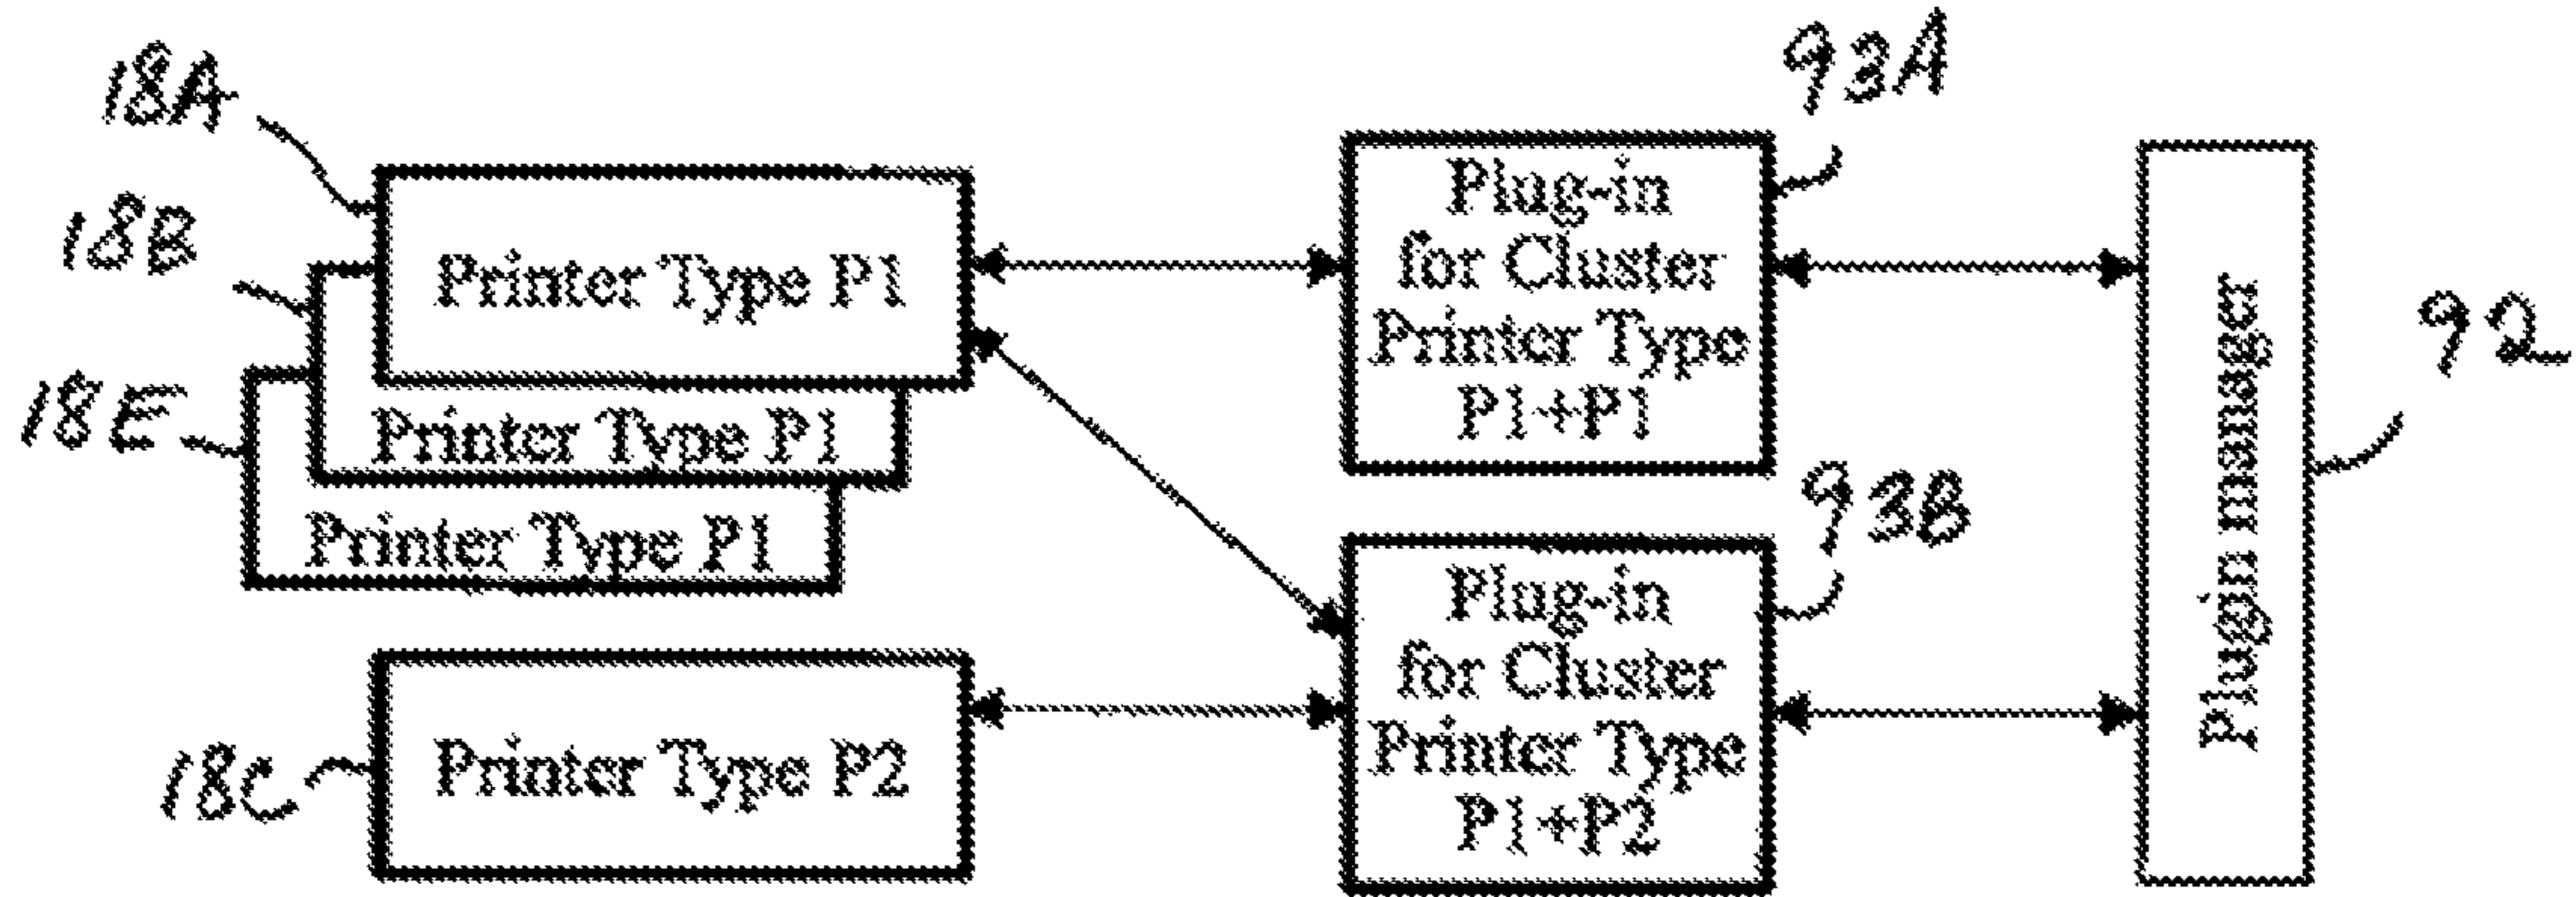 18A
Printer Type P1
18B
Printer Type P1
18E
Printer Type P1
18C
Printer Type P2
93A
Plug-in
for Cluster
Printer Type
P1+P1
93B
Plug-in
for Cluster
Printer Type
P1+P2
Plugin manager
92